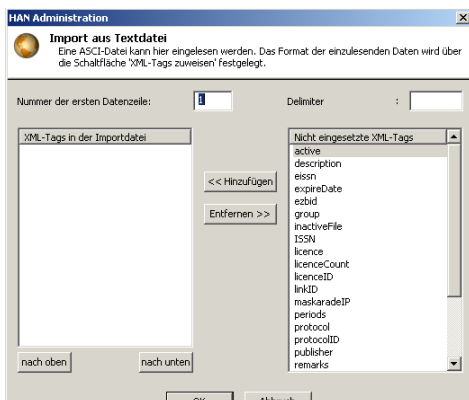 HAN Administration
Import aus Textdatei
Eine ASCI-Datei kann hier eingelesen werden. Das Format der einzulesenden Daten wird über
die Schaltfläche 'XML-Tags zuweisen' festgelegt.
Nummer der ersten Datenzeile: 1
Delimiter :
XML-Tags in der Importdatei
<< Hinzufügen
Entfernen >>
nach oben
nach unten
Nicht eingesetzte XML-Tags
active
description
eissn
expireDate
ezbid
group
inactiveFile
ISSN
licence
licenceCount
licenceID
linkID
maskaradeIP
periods
protocol
protocolID
publisher
remarks
OK
Abbruch